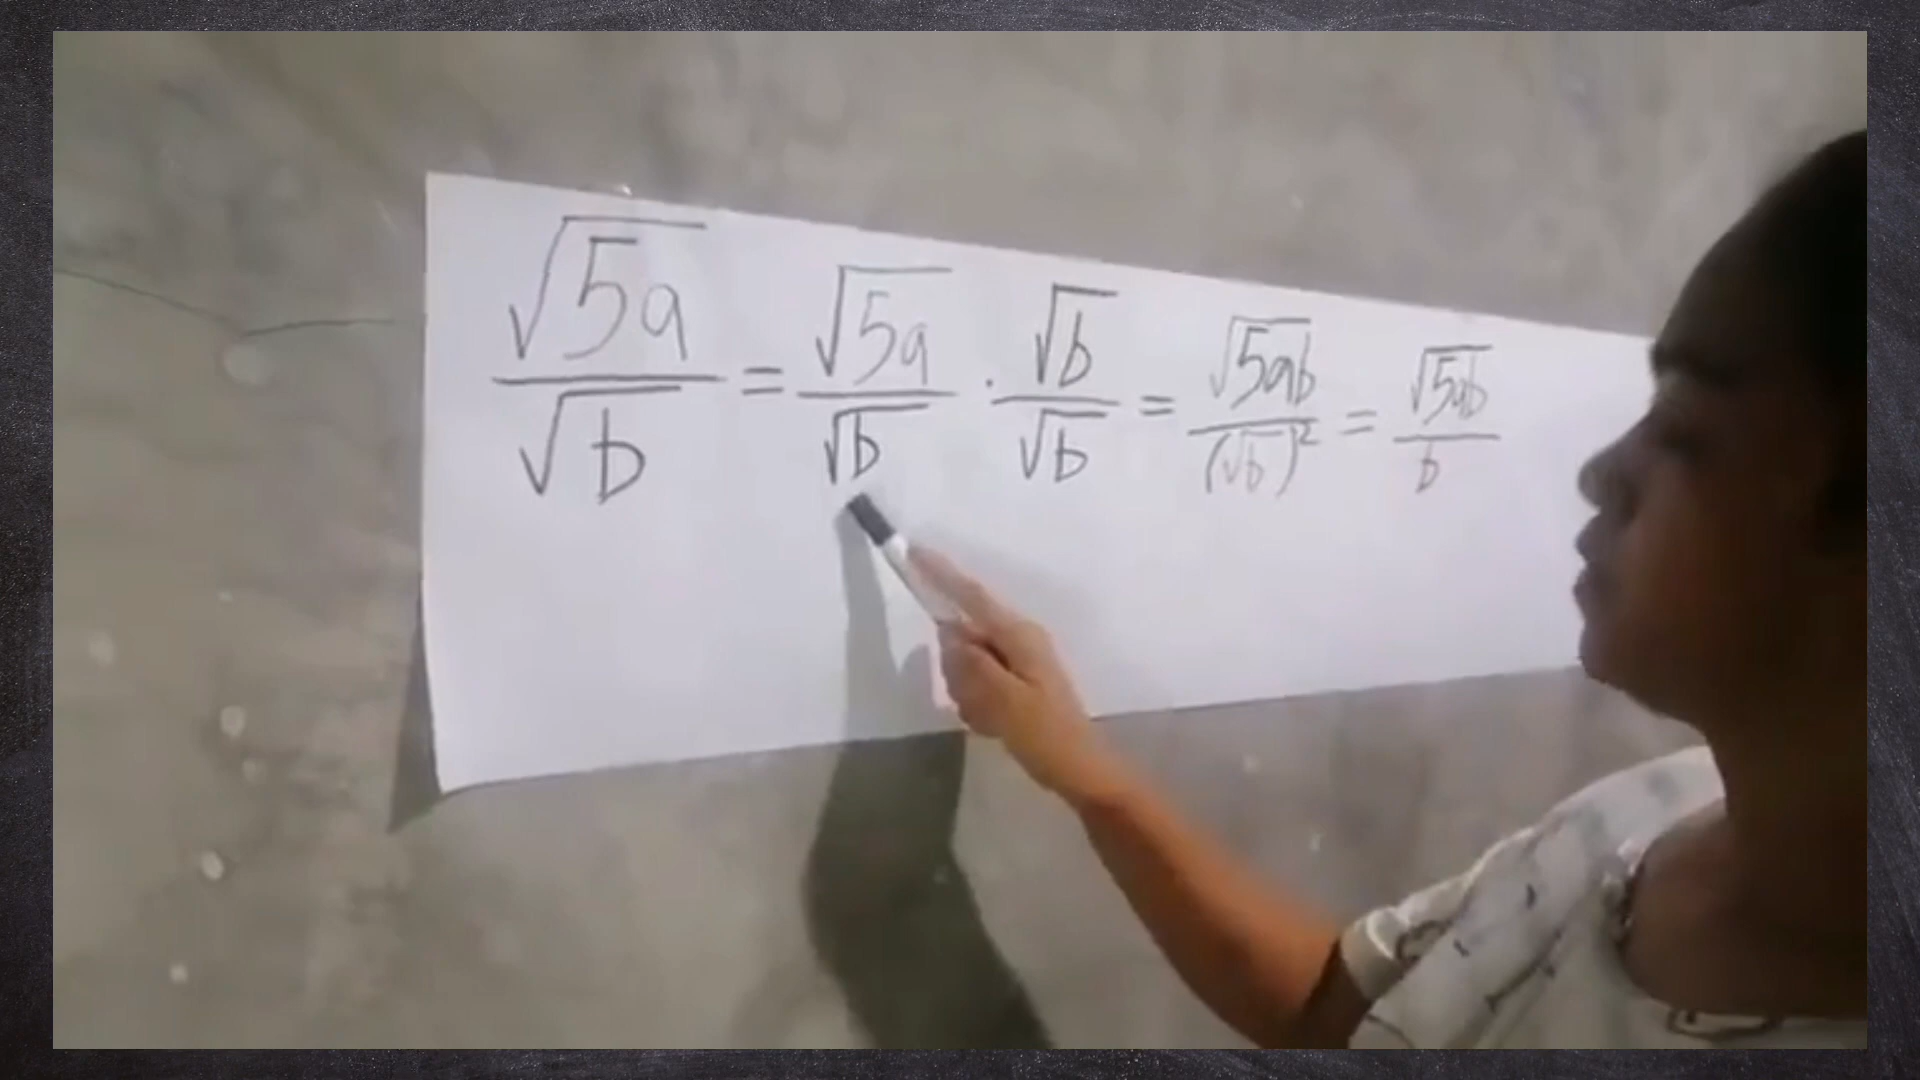 √5a/√b = √5a/√b · √b/√b = √5ab/(√b)² = √5ab/b